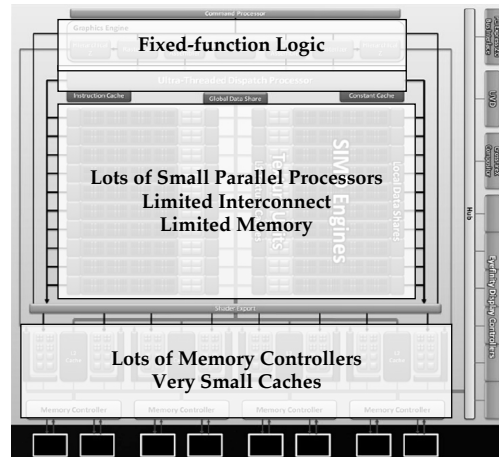 Command Processor
Graphics Engine
Fixed-function Logic
Ultra-Threaded Dispatch Processor
Instruction Cache
Constant Cache
Global Data Share
Lots of Small Parallel Processors
Limited Interconnect
Limited Memory
SIMD Engines
Local Data Shares
Shader Export
Lots of Memory Controllers
Very Small Caches
Memory Controller
Memory Controller
Memory Controller
Memory Controller
Hub
UVD
Eyefinity Display Controllers